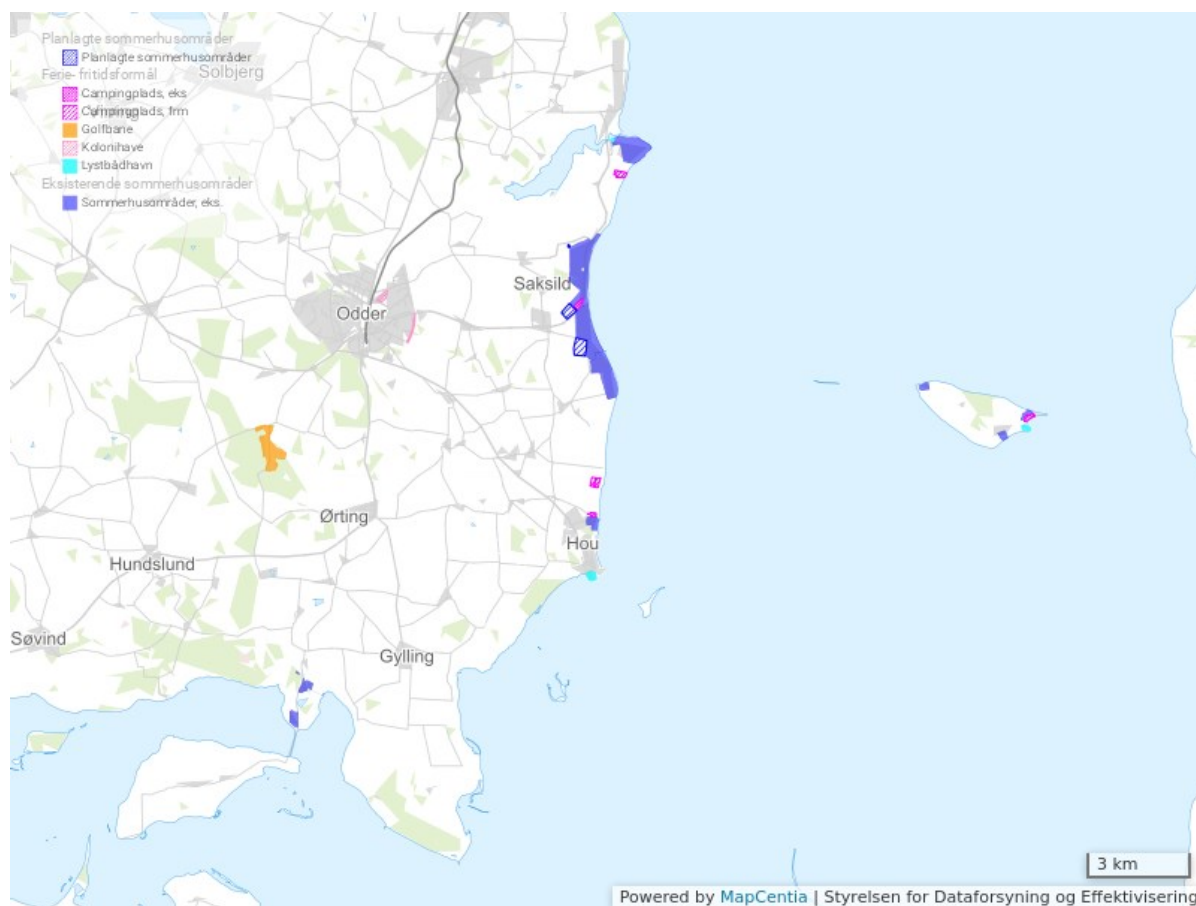 Planlagte sommerhusområder
Planlagte sommerhusområder
Solbjerg
Ferie- fritidsformål
Campingplads, eks.
Campingplads, frm
Golfbane
Kolonihave
Lystbådhavn
Eksisterende sommerhusområder
Sommerhusområder, eks.
Saksild
Odder
Ørting
Hou
Hundslund
Søvind
Gylling
3 km
Powered by MapCentia | Styrelsen for Dataforsyning og Effektivisering